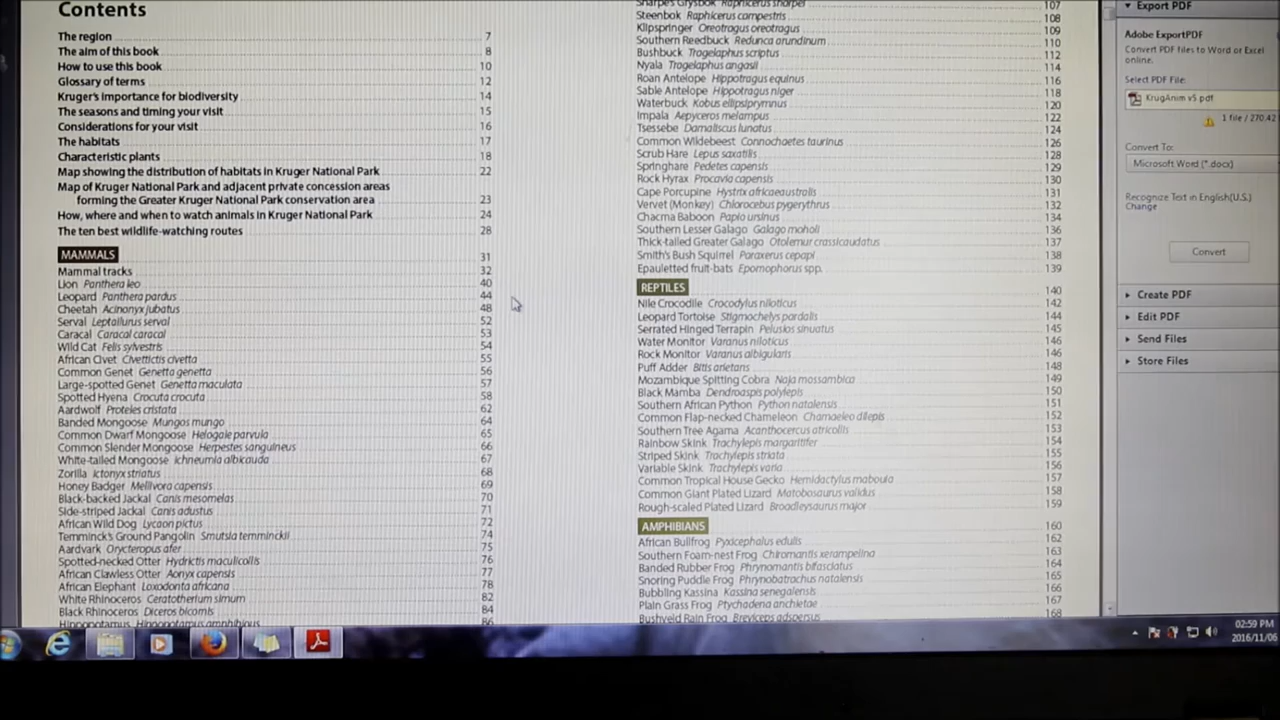 Contents
The region 7
The aim of this book 8
How to use this book 10
Glossary of terms 12
Kruger's importance for biodiversity 14
The seasons and timing your visit 15
Considerations for your visit 16
The habitats 17
Characteristic plants 18
Map showing the distribution of habitats in Kruger National Park 22
Map of Kruger National Park and adjacent private concession areas
forming the Greater Kruger National Park conservation area 23
How, where and when to watch animals in Kruger National Park 24
The ten best wildlife-watching routes 28
MAMMALS 31
Mammal tracks 32
Lion Panthera leo 40
Leopard Panthera pardus 44
Cheetah Acinonyx jubatus 48
Serval Leptailurus serval 52
Caracal Caracal caracal 53
Wild Cat Felis sylvestris 54
African Civet Civettictis civetta 55
Common Genet Genetta genetta 56
Large-spotted Genet Genetta maculata 57
Spotted Hyena Crocuta crocuta 58
Aardwolf Proteles cristata 62
Banded Mongoose Mungos mungo 64
Common Dwarf Mongoose Helogale parvula 65
Common Slender Mongoose Herpestes sanguineus 66
White-tailed Mongoose Ichneumia albicauda 67
Zorilla Ictonyx striatus 68
Honey Badger Mellivora capensis 69
Black-backed Jackal Canis mesomelas 70
Side-striped Jackal Canis adustus 71
African Wild Dog Lycaon pictus 72
Temminck's Ground Pangolin Smutsia temminckii 74
Aardvark Orycteropus afer 75
Spotted-necked Otter Hydrictis maculicollis 76
African Clawless Otter Aonyx capensis 77
African Elephant Loxodonta africana 78
White Rhinoceros Ceratotherium simum 82
Black Rhinoceros Diceros bicornis 84
Hippopotamus Hippopotamus amphibious 86
Sharpe's Grysbok Raphicerus sharpei 107
Steenbok Raphicerus campestris 108
Klipspringer Oreotragus oreotragus 109
Southern Reedbuck Redunca arundinum 110
Bushbuck Tragelaphus scriptus 112
Nyala Tragelaphus angasii 114
Roan Antelope Hippotragus equinus 116
Sable Antelope Hippotragus niger 118
Waterbuck Kobus ellipsiprymnus 120
Impala Aepyceros melampus 122
Tsessebe Damaliscus lunatus 124
Common Wildebeest Connochaetes taurinus 126
Scrub Hare Lepus saxatilis 128
Springhare Pedetes capensis 129
Rock Hyrax Procavia capensis 130
Cape Porcupine Hystrix africaeaustralis 131
Vervet (Monkey) Chlorocebus pygerythrus 132
Chacma Baboon Papio ursinus 134
Southern Lesser Galago Galago moholi 136
Thick-tailed Greater Galago Otolemur crassicaudatus 137
Smith's Bush Squirrel Paraxerus cepapi 138
Epauletted fruit-bats Epomophorus spp. 139
REPTILES 140
Nile Crocodile Crocodylus niloticus 142
Leopard Tortoise Stigmochelys pardalis 144
Serrated Hinged Terrapin Pelusios sinuatus 145
Water Monitor Varanus niloticus 146
Rock Monitor Varanus albigularis 146
Puff Adder Bitis arietans 148
Mozambique Spitting Cobra Naja mossambica 149
Black Mamba Dendroaspis polylepis 150
Southern African Python Python natalensis 151
Common Flap-necked Chameleon Chamaeleo dilepis 152
Southern Tree Agama Acanthocercus atricollis 153
Rainbow Skink Trachylepis margaritifer 154
Striped Skink Trachylepis striata 155
Variable Skink Trachylepis varia 156
Common Tropical House Gecko Hemidactylus mabouia 157
Common Giant Plated Lizard Matobosaurus validus 158
Rough-scaled Plated Lizard Broadleysaurus major 159
AMPHIBIANS 160
African Bullfrog Pyxicephalus edulis 162
Southern Foam-nest Frog Chiromantis xerampelina 163
Banded Rubber Frog Phrynomantis bifasciatus 164
Snoring Puddle Frog Phrynobatrachus natalensis 165
Bubbling Kassina Kassina senegalensis 166
Plain Grass Frog Ptychadena anchietae 167
Bushveld Rain Frog Breviceps adspersus 168
Export PDF
Adobe ExportPDF
Convert PDF files to Word or Excel
online.
Select PDF File:
KrugAnim v5.pdf
1 file / 270.42
Convert To:
Microsoft Word (*.docx)
Recognize Text in English(U.S.)
Change
Convert
Create PDF
Edit PDF
Send Files
Store Files
02:59 PM
2016/11/06